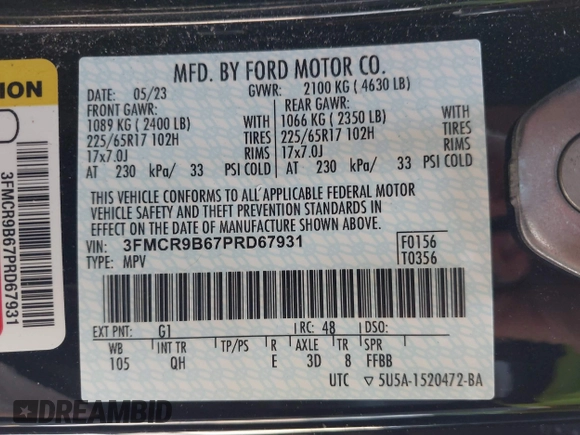 MFD. BY FORD MOTOR CO.
DATE: 05/23 GVWR: 2100 KG ( 4630 LB)
FRONT GAWR: REAR GAWR:
1089 KG ( 2400 LB) WITH 1066 KG ( 2350 LB) WITH
225/65R17 102H TIRES 225/65R17 102H TIRES
17x7.0J RIMS 17x7.0J RIMS
AT 230 kPa/ 33 PSI COLD AT 230 kPa/ 33 PSI COLD
THIS VEHICLE CONFORMS TO ALL APPLICABLE FEDERAL MOTOR
VEHICLE SAFETY AND THEFT PREVENTION STANDARDS IN
EFFECT ON THE DATE OF MANUFACTURE SHOWN ABOVE.
VIN: 3FMCR9B67PRD67931 F0156
TYPE: MPV T0356
EXT PNT: G1 RC: 48 DSO:
WB INT TR TP/PS R AXLE TR SPR
105 QH E 3D 8 FFBB
UTC ▽ 5U5A-1520472-BA
ION
3FMCR9B67PRD67931
DREAMBID